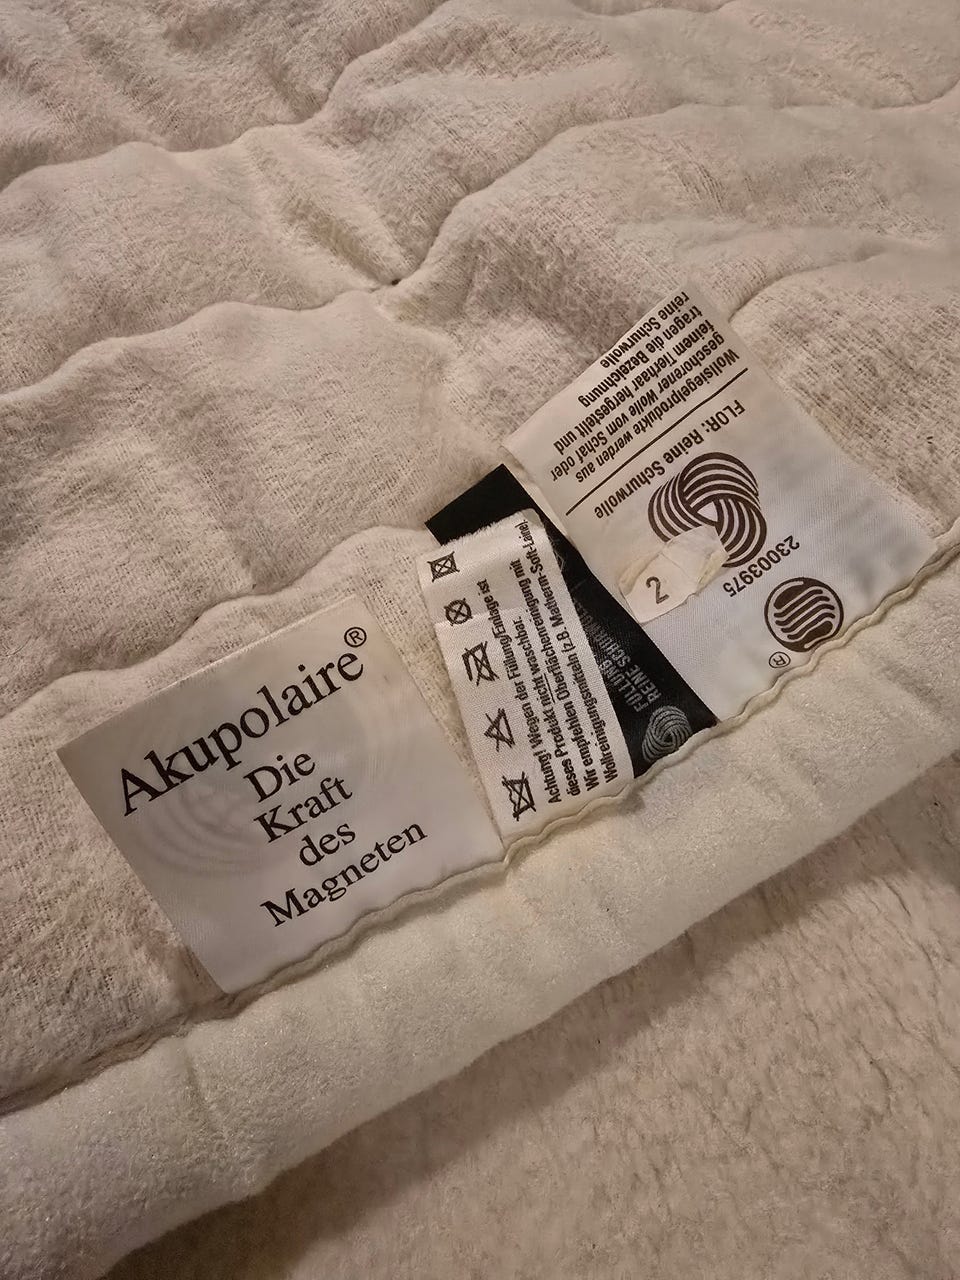 Akupolaire®
Die
Kraft
des
Magneten
Achtung! Wegen der Füllung/Einlage ist
dieses Produkt nicht waschbar.
Wir empfehlen Oberflächenreinigung mit
Wollreinigungsmitteln (z.B. Matherm-Soft-Laine).
FÜLLUNG
REINE SCHURWOLLE
2
®
23003975
FLOR: Reine Schurwolle
Wollsiegelprodukte werden aus
geschorener Wolle vom Schaf oder
feinem Tierhaar hergestellt und
tragen die Bezeichnung
reine Schurwolle